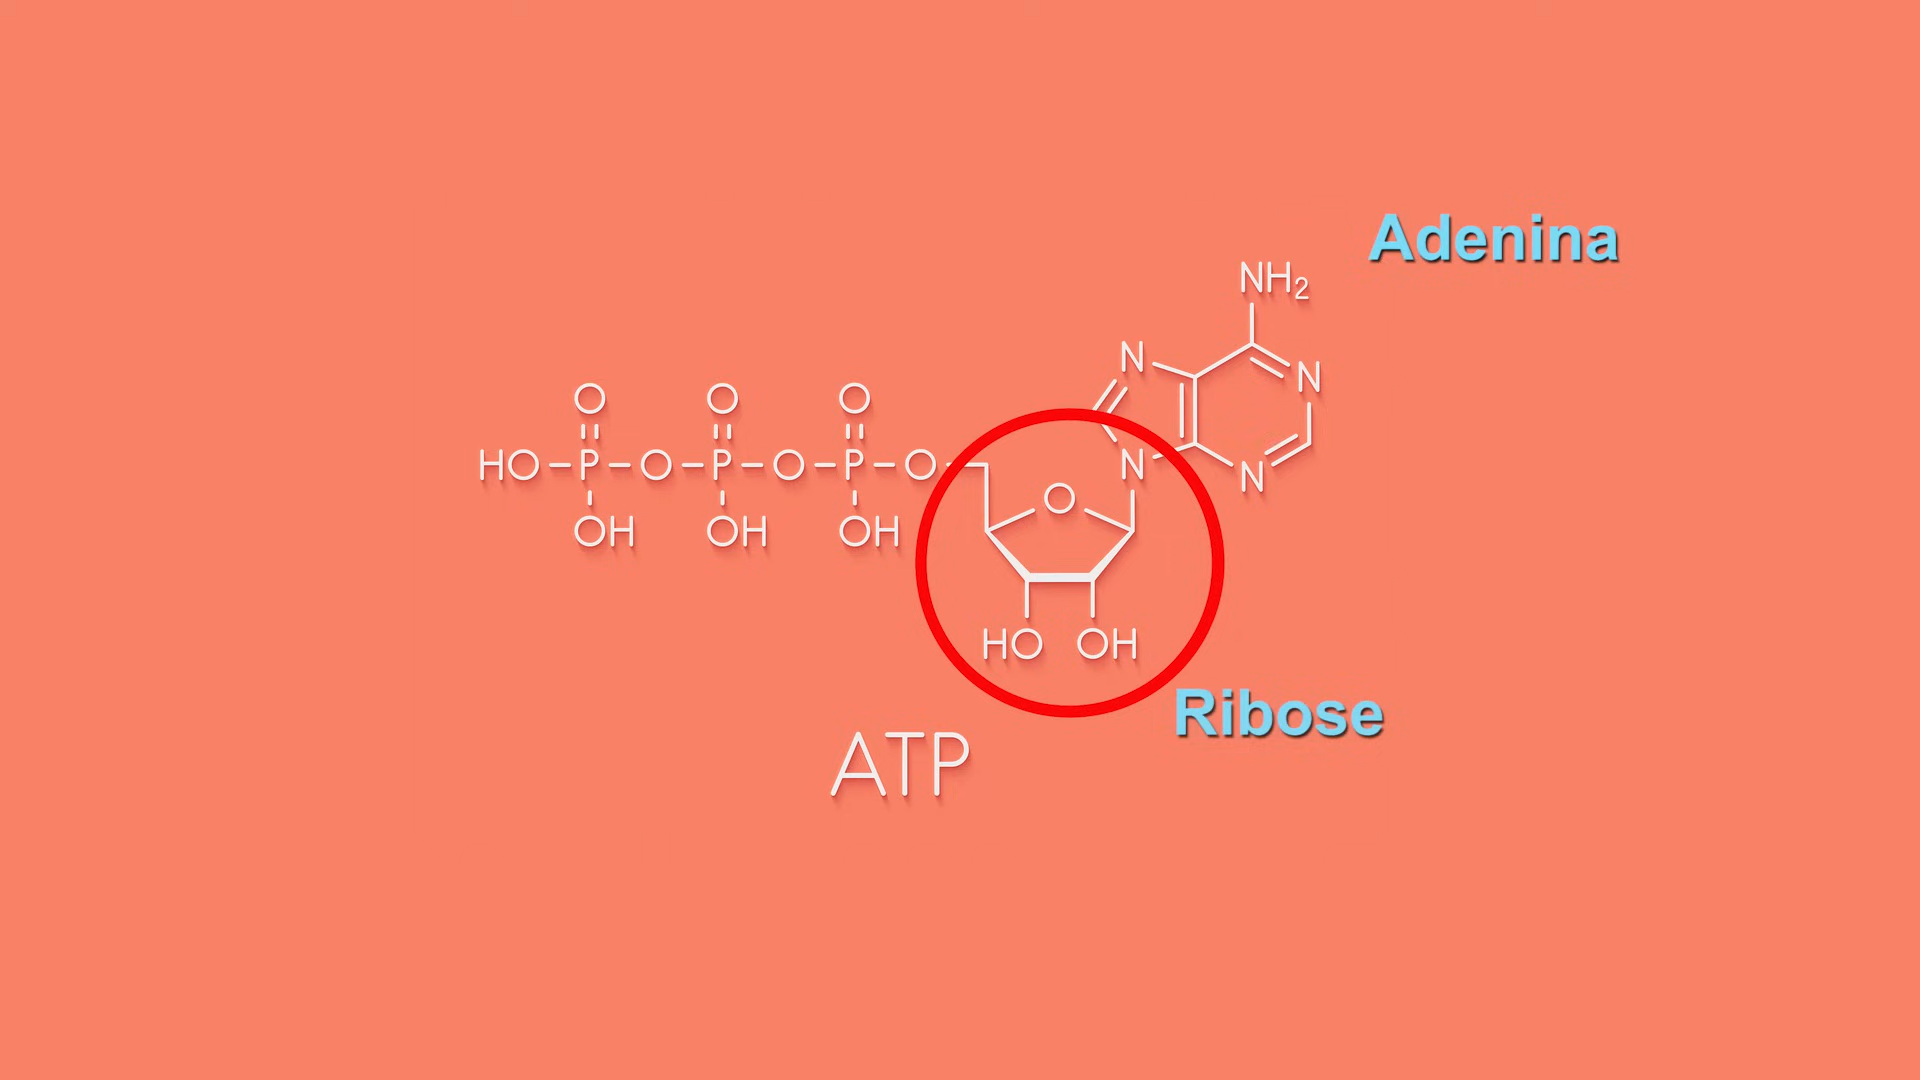 Adenina
NH2
N
N
O O O
HO P O P O P O
N
N
O
OH OH OH
HO OH
Ribose
ATP